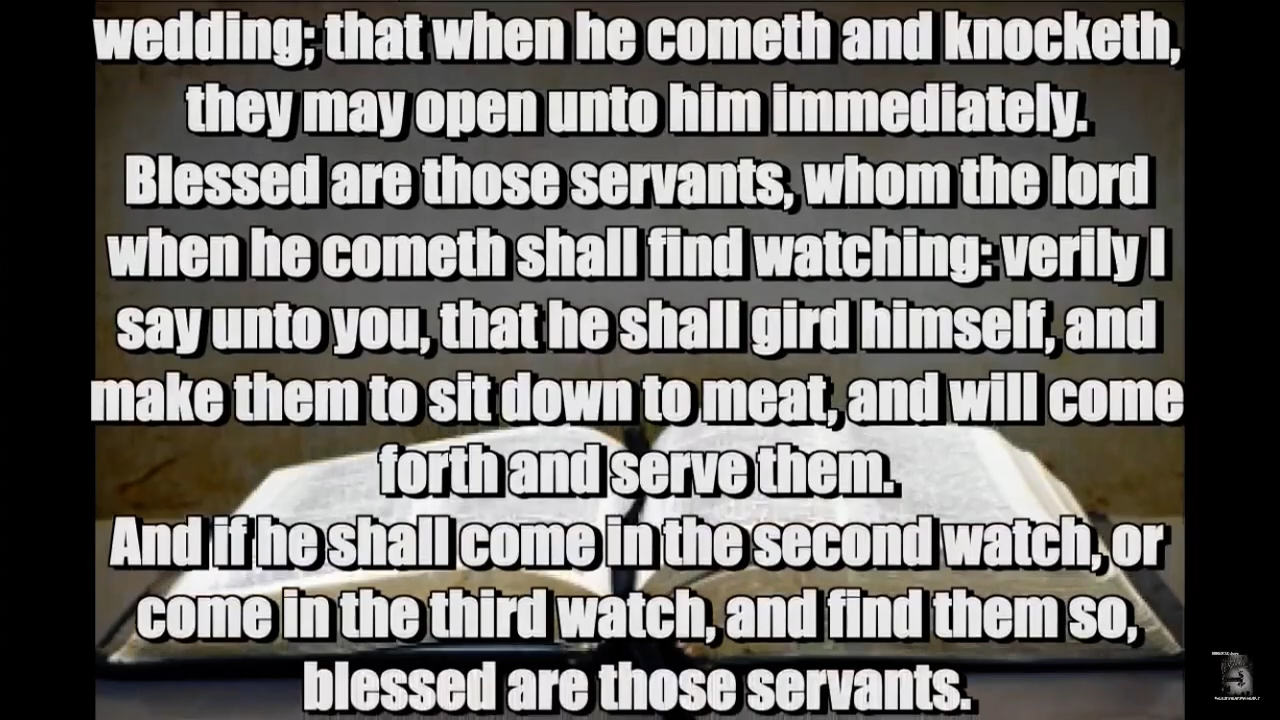 wedding; that when he cometh and knocketh,
they may open unto him immediately.
Blessed are those servants, whom the lord
when he cometh shall find watching: verily I
say unto you, that he shall gird himself, and
make them to sit down to meat, and will come
forth and serve them.
And if he shall come in the second watch, or
come in the third watch, and find them so,
blessed are those servants.